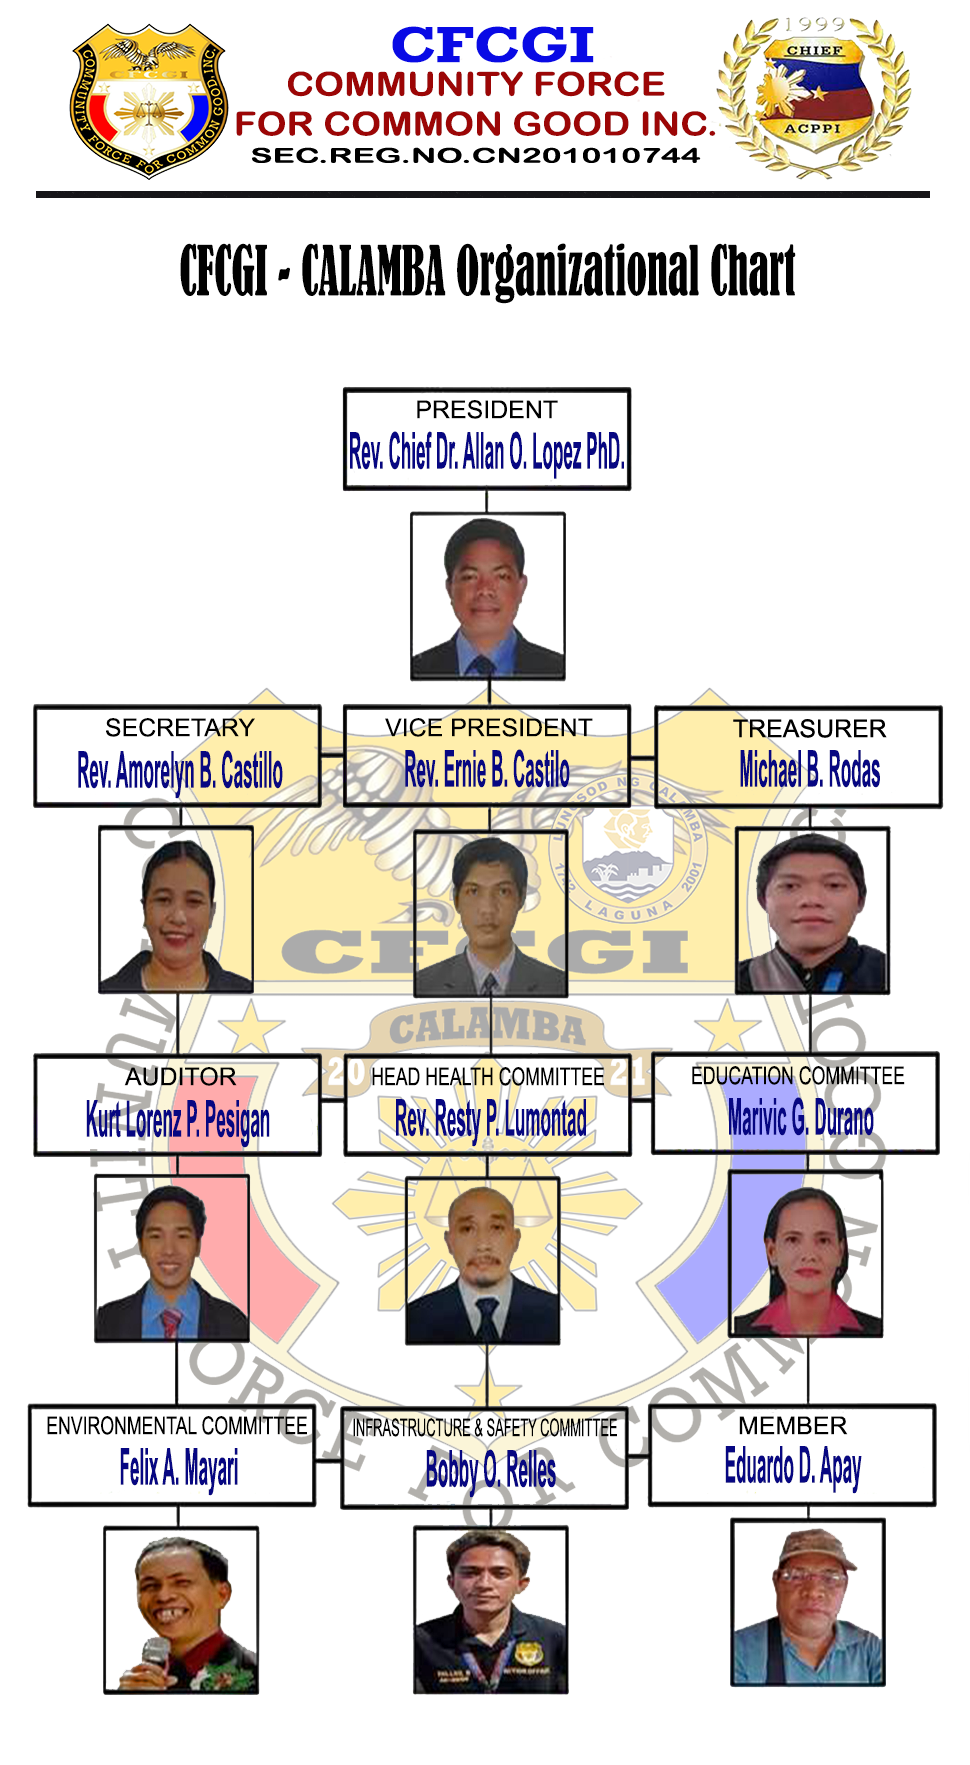 COMMUNITY FORCE FOR COMMON GOOD INC.
CFCGI
CFCGI
COMMUNITY FORCE
FOR COMMON GOOD INC.
SEC.REG.NO.CN201010744
1999
CHIEF
ACPPI
CFCGI - CALAMBA Organizational Chart
PRESIDENT
Rev. Chief Dr. Allan O. Lopez PhD.
SECRETARY
Rev. Amorelyn B. Castillo
VICE PRESIDENT
Rev. Ernie B. Castilo
TREASURER
Michael B. Rodas
LUNGSOD NG CALAMBA
1742 LAGUNA 2001
CFCGI
CALAMBA
20 21
AUDITOR
Kurt Lorenz P. Pesigan
HEAD HEALTH COMMITTEE
Rev. Resty P. Lumontad
EDUCATION COMMITTEE
Marivic G. Durano
FORCE FOR COMMON
ENVIRONMENTAL COMMITTEE
Felix A. Mayari
INFRASTRUCTURE & SAFETY COMMITTEE
Bobby O. Relles
MEMBER
Eduardo D. Apay